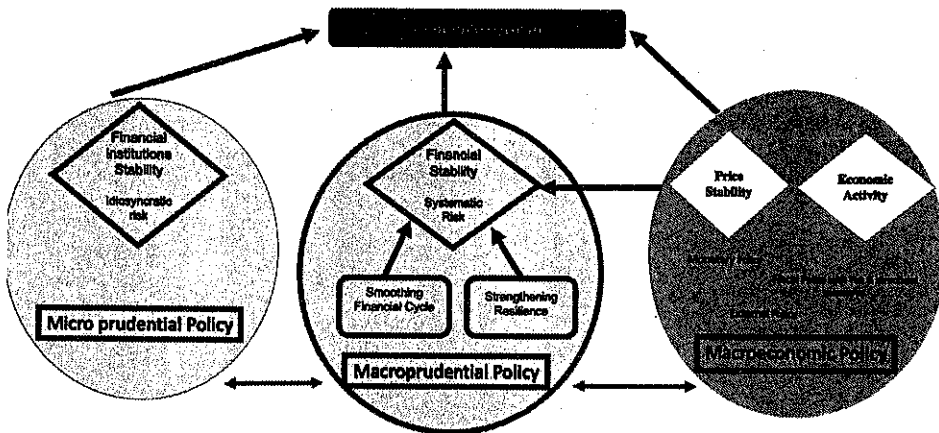 Financial
Institutions
Stability
Idiosyncratic
risk
Micro prudential Policy
Financial
Stability
Systematic
Risk
Smoothing
Financial Cycle
Strengthening
Resilience
Macroprudential Policy
Price
Stability
Economic
Activity
Macroeconomic Policy